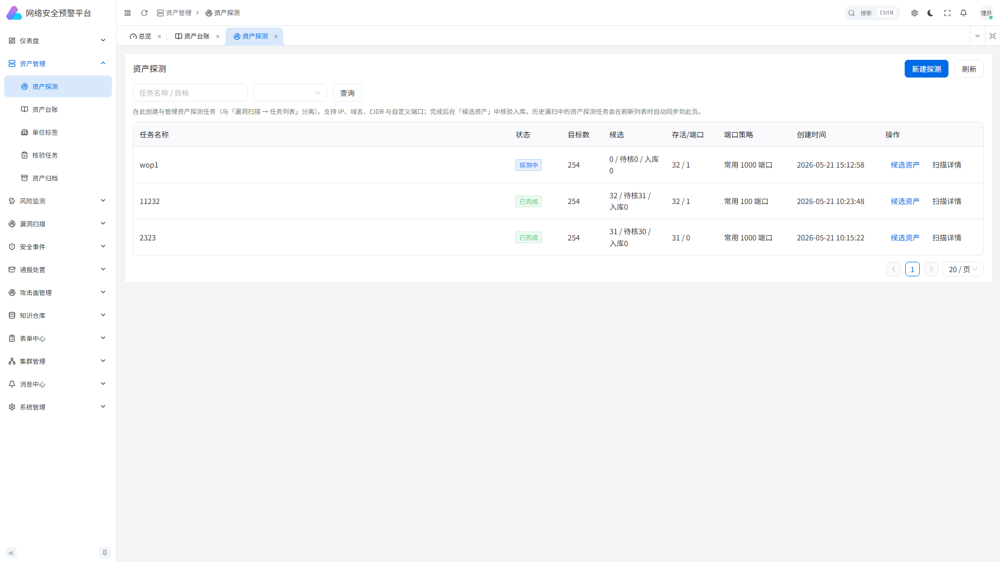 网络安全预警平台
资产管理
资产探测
搜索
Ctrl K
理员
总览
资产台账
资产探测
仪表盘
资产管理
资产探测
资产台账
单位标签
核验任务
资产归档
风险监测
漏洞扫描
安全事件
通报处置
攻击面管理
知识仓库
表单中心
集群管理
消息中心
系统管理
资产探测
新建探测
刷新
任务名称 / 目标
查询
在此创建与管理资产探测任务（与「漏洞扫描 → 任务列表」分离）。支持 IP、域名、CIDR 与自定义端口；完成后在「候选资产」中核验入库。历史漏扫中的资产探测任务会在刷新列表时自动同步到此页。
任务名称 状态 目标数 候选 存活/端口 端口策略 创建时间 操作
wop1 探测中 254 0 / 待核0 / 入库 32 / 1 常用 1000 端口 2026-05-21 15:12:58 候选资产 扫描详情
0
11232 已完成 254 32 / 待核31 / 32 / 1 常用 100 端口 2026-05-21 10:23:48 候选资产 扫描详情
入库0
2323 已完成 254 31 / 待核30 / 31 / 0 常用 1000 端口 2026-05-21 10:15:22 候选资产 扫描详情
入库0
1
20 / 页